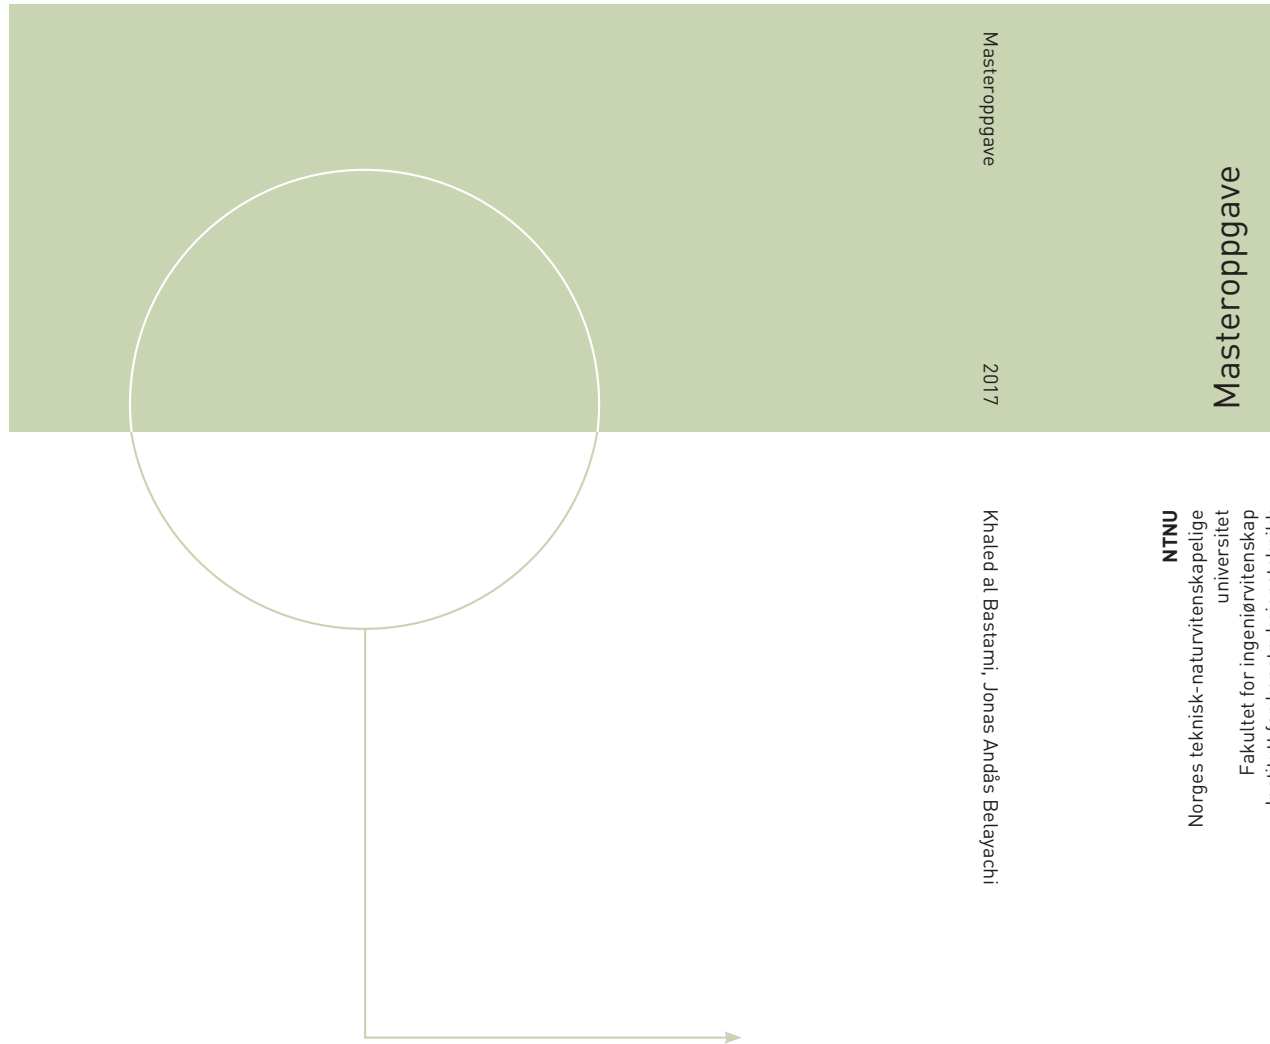 Masteroppgave
2017
Khaled al Bastami, Jonas Andås Belayachi
Masteroppgave
NTNU
Norges teknisk-naturvitenskapelige
universitet
Fakultet for ingeniørvitenskap